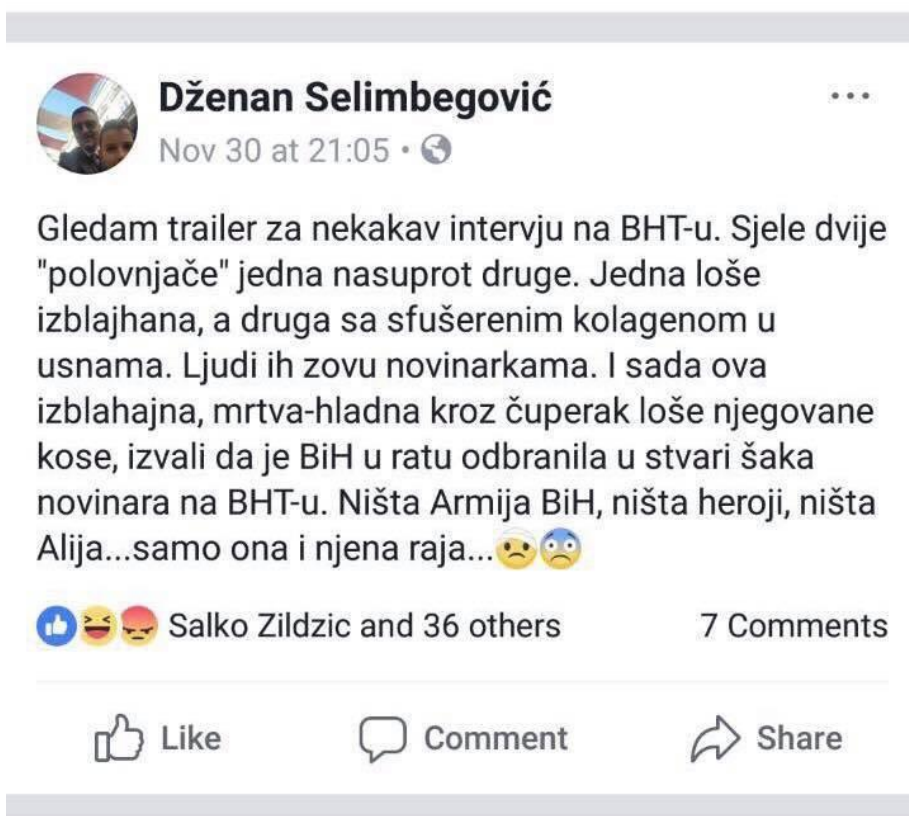 Dženan Selimbegović
Nov 30 at 21:05
Gledam trailer za nekakav intervju na BHT-u. Sjele dvije
"polovnjače" jedna nasuprot druge. Jedna loše
izblajhana, a druga sa sfušerenim kolagenom u
usnama. Ljudi ih zovu novinarkama. I sada ova
izblahajna, mrtva-hladna kroz čuperak loše njegovane
kose, izvali da je BiH u ratu odbranila u stvari šaka
novinara na BHT-u. Ništa Armija BiH, ništa heroji, ništa
Alija...samo ona i njena raja...🤕😨
Salko Zildzic and 36 others 7 Comments
Like Comment Share